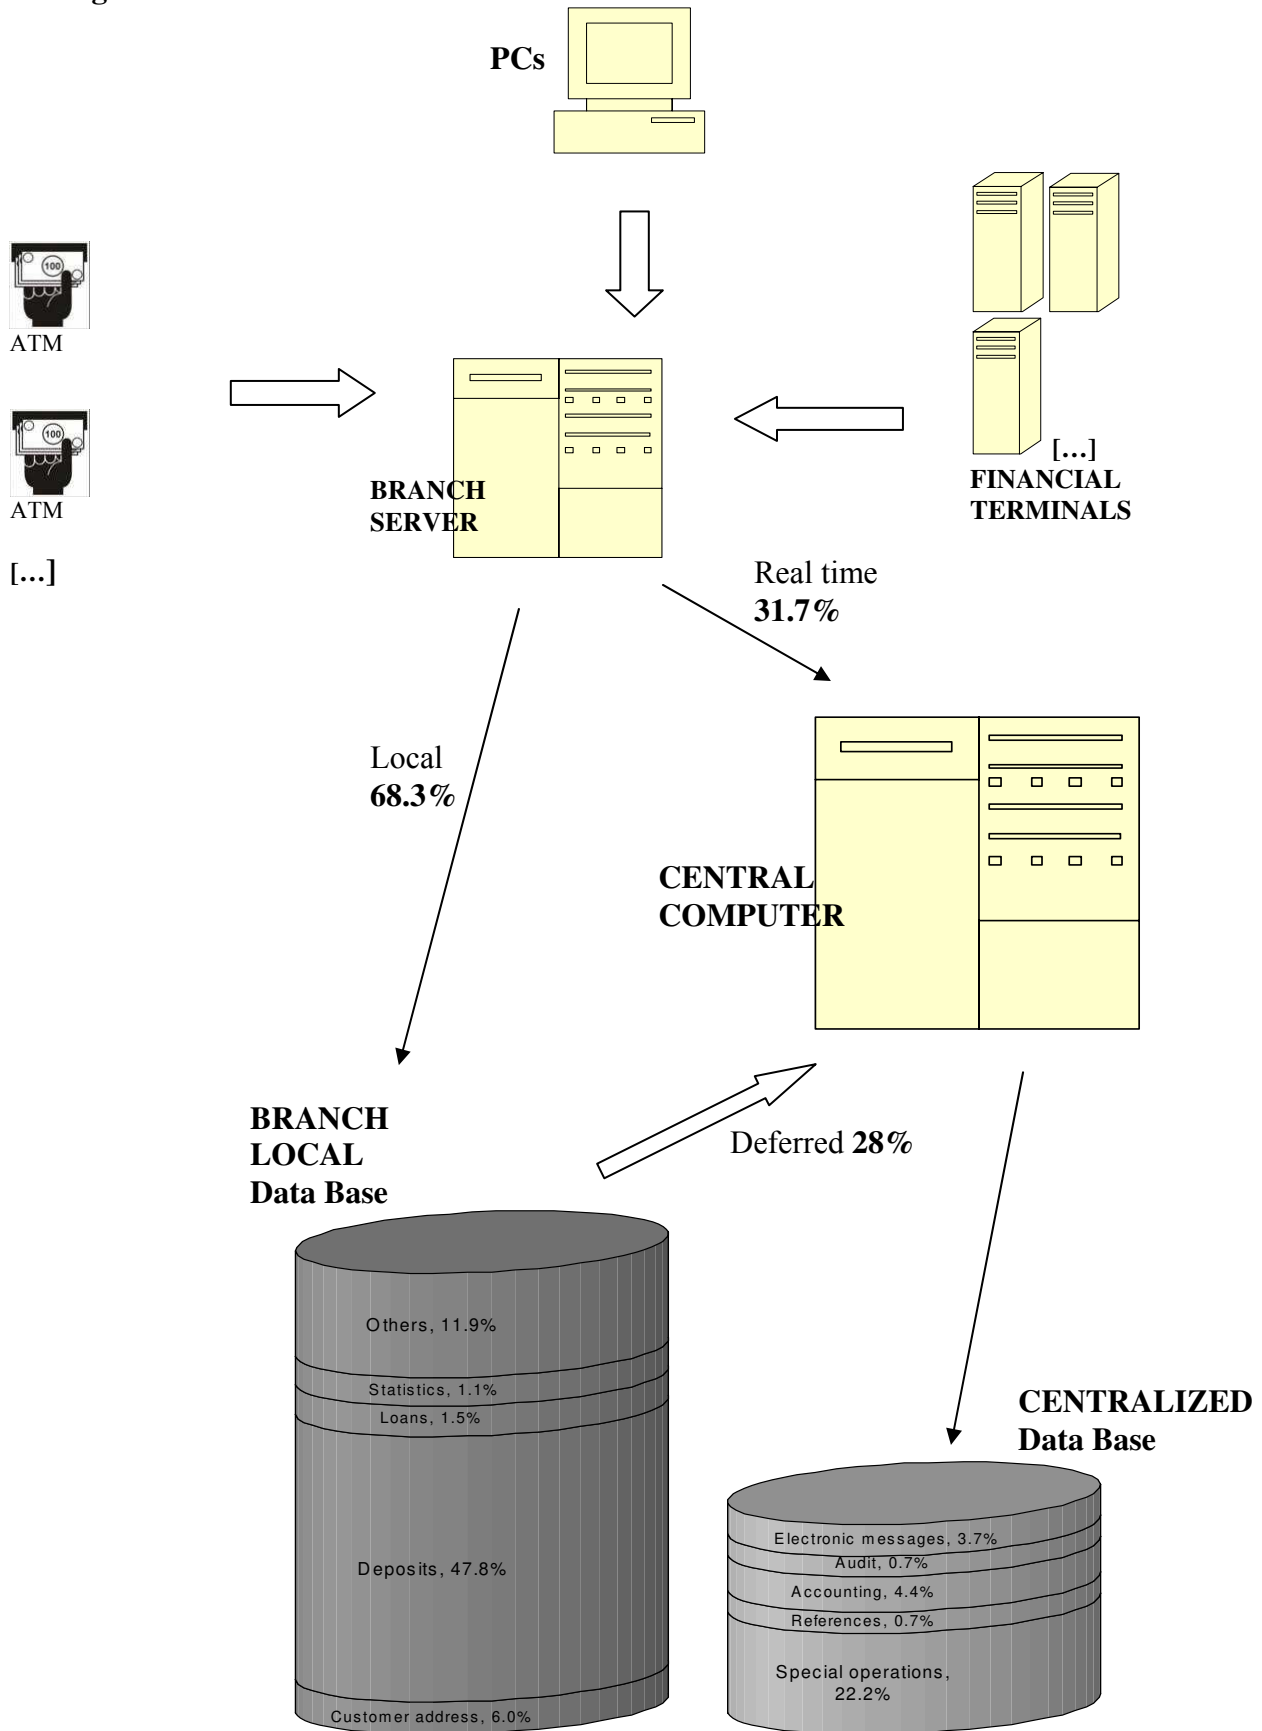 PCs
100
ATM
100
ATM
[…]
[…]
FINANCIAL
TERMINALS
BRANCH
SERVER
Real time
31.7%
Local
68.3%
CENTRAL
COMPUTER
Deferred 28%
BRANCH
LOCAL
Data Base
Others, 11.9%
Statistics, 1.1%
Loans, 1.5%
Deposits, 47.8%
Customer address, 6.0%
CENTRALIZED
Data Base
Electronic messages, 3.7%
Audit, 0.7%
Accounting, 4.4%
References, 0.7%
Special operations,
22.2%